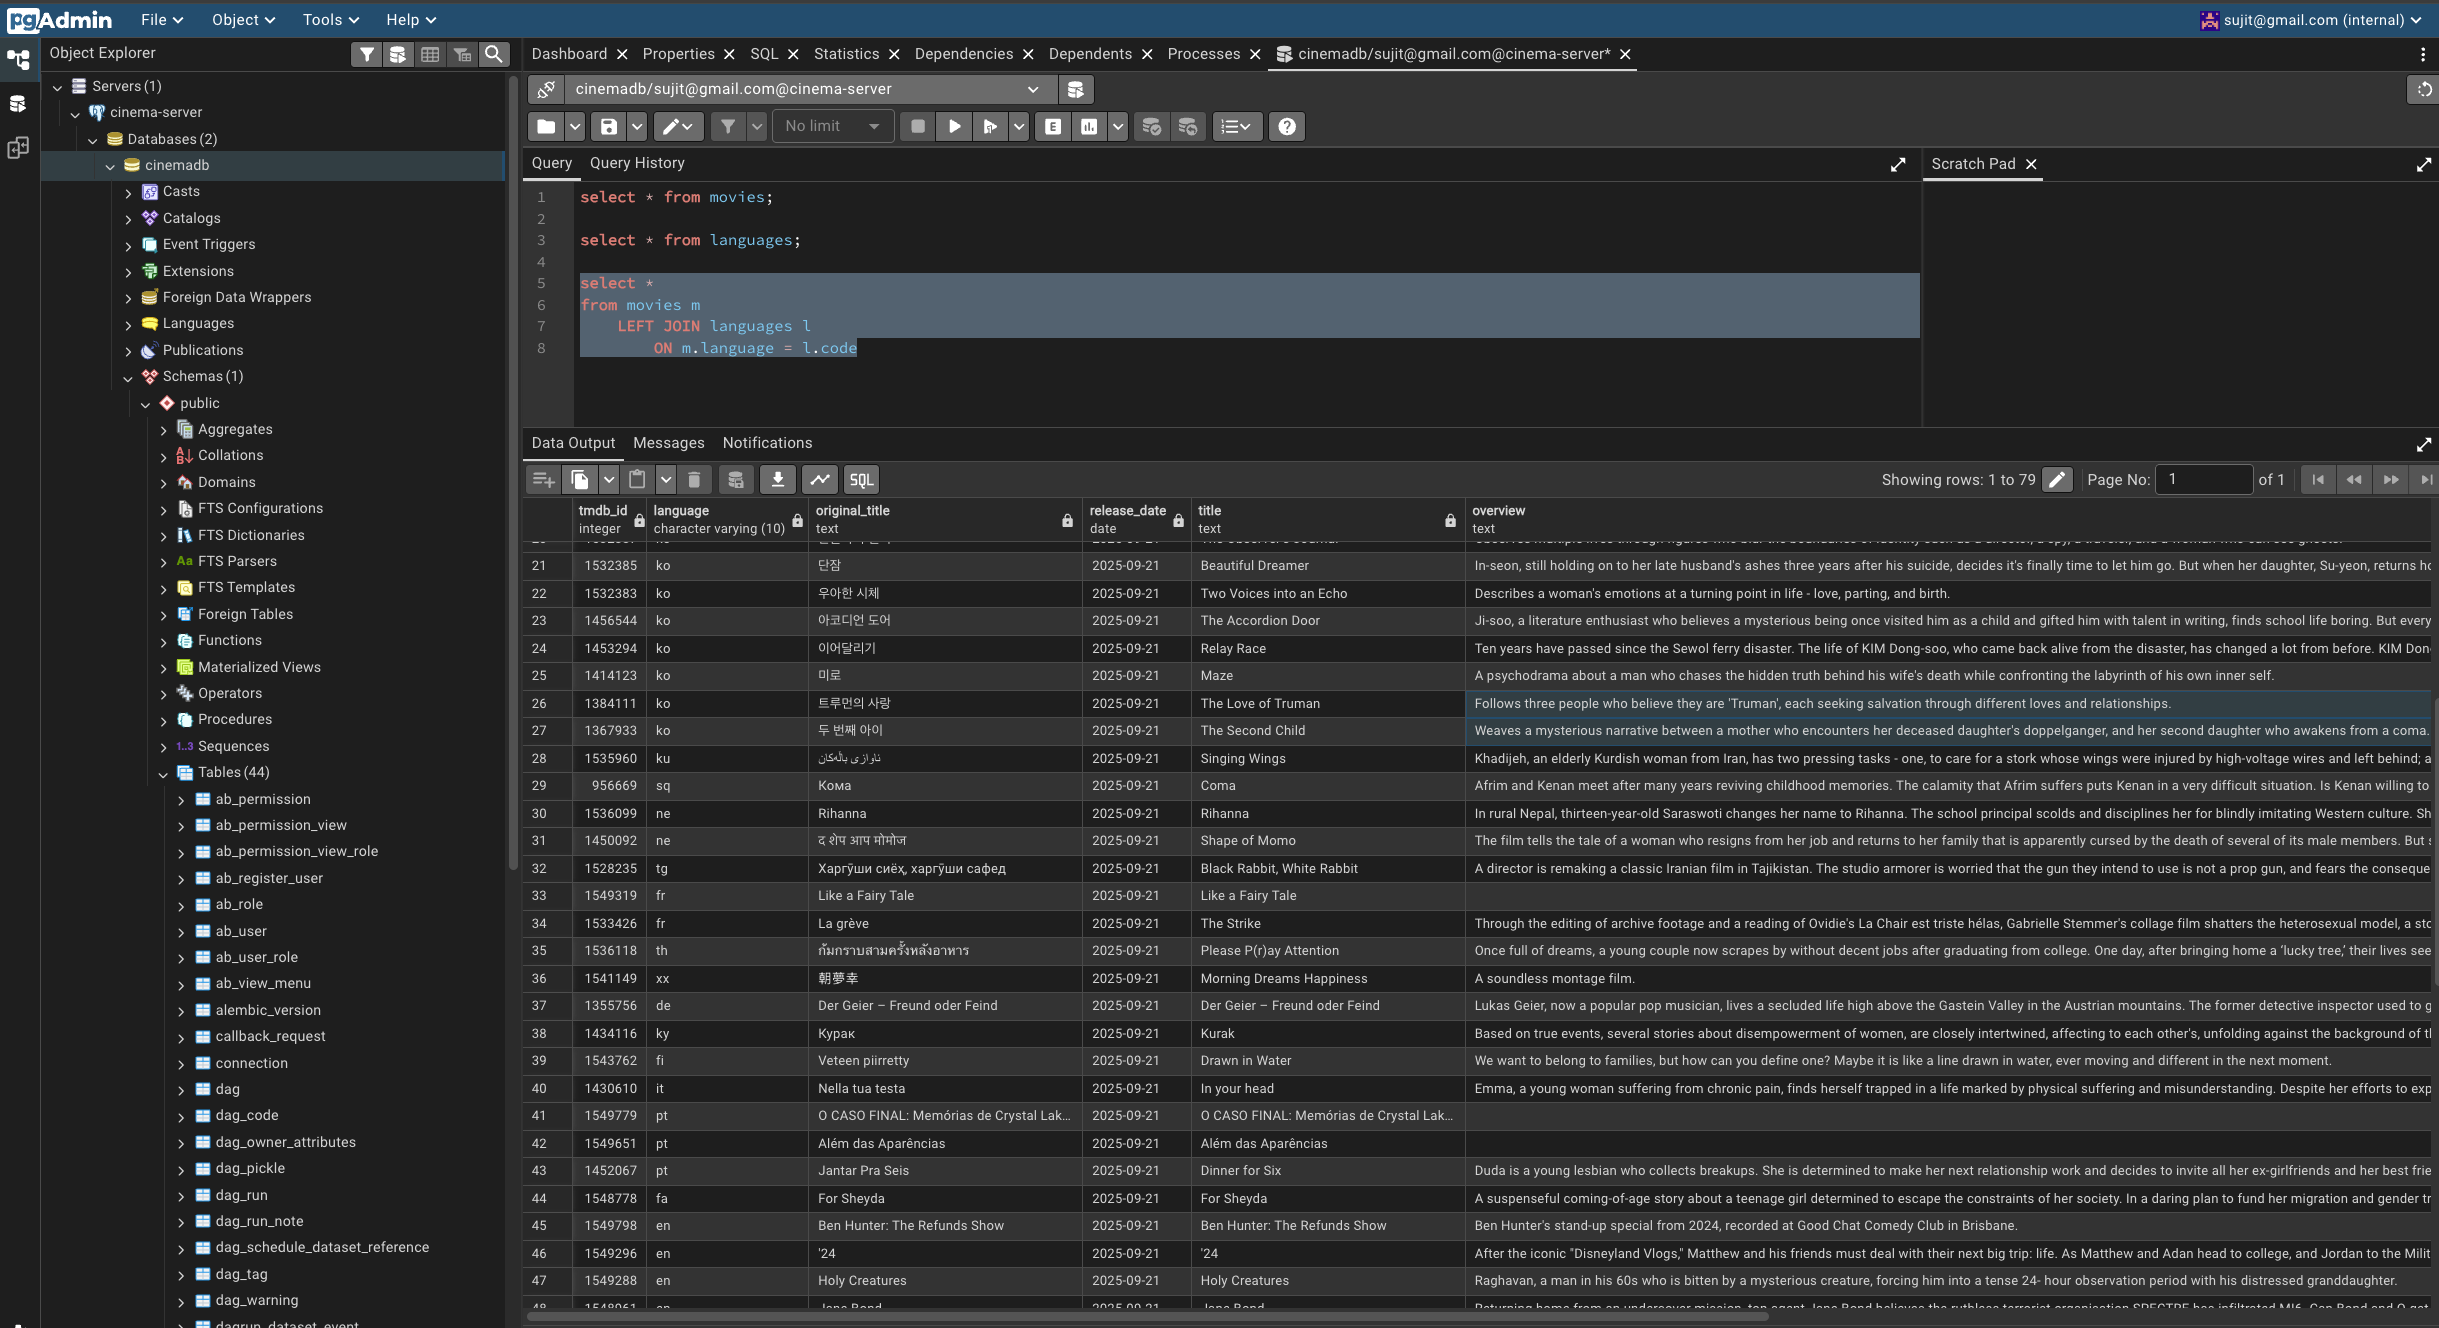 pgAdmin File Object Tools Help sujit@gmail.com (internal)
Object Explorer
Dashboard Properties SQL Statistics Dependencies Dependents Processes cinemadb/sujit@gmail.com@cinema-server*
Servers (1)
cinema-server
Databases (2)
cinemadb
Casts
Catalogs
Event Triggers
Extensions
Foreign Data Wrappers
Languages
Publications
Schemas (1)
public
Aggregates
Collations
Domains
FTS Configurations
FTS Dictionaries
Aa FTS Parsers
FTS Templates
Foreign Tables
Functions
Materialized Views
Operators
Procedures
1..3 Sequences
Tables (44)
ab_permission
ab_permission_view
ab_permission_view_role
ab_register_user
ab_role
ab_user
ab_user_role
ab_view_menu
alembic_version
callback_request
connection
dag
dag_code
dag_owner_attributes
dag_pickle
dag_run
dag_run_note
dag_schedule_dataset_reference
dag_tag
dag_warning
dagrun_dataset_event
cinemadb/sujit@gmail.com@cinema-server
No limit E
Query Query History
Scratch Pad
1 select * from movies;
2
3 select * from languages;
4
5 select *
6 from movies m
7 LEFT JOIN languages l
8 ON m.language = l.code
Data Output Messages Notifications
SQL Showing rows: 1 to 79 Page No: 1 of 1
tmdb_id integer language character varying (10) original_title text release_date date title text overview text
21 1532385 ko 단잠 2025-09-21 Beautiful Dreamer In-seon, still holding on to her late husband's ashes three years after his suicide, decides it's finally time to let him go. But when her daughter, Su-yeon, returns
22 1532383 ko 우아한 시체 2025-09-21 Two Voices into an Echo Describes a woman's emotions at a turning point in life - love, parting, and birth.
23 1456544 ko 아코디언 도어 2025-09-21 The Accordion Door Ji-soo, a literature enthusiast who believes a mysterious being once visited him as a child and gifted him with talent in writing, finds school life boring. But every
24 1453294 ko 이어달리기 2025-09-21 Relay Race Ten years have passed since the Sewol ferry disaster. The life of KIM Dong-soo, who came back alive from the disaster, has changed a lot from before. KIM Don
25 1414123 ko 미로 2025-09-21 Maze A psychodrama about a man who chases the hidden truth behind his wife's death while confronting the labyrinth of his own inner self.
26 1384111 ko 트루먼의 사랑 2025-09-21 The Love of Truman Follows three people who believe they are 'Truman', each seeking salvation through different loves and relationships.
27 1367933 ko 두 번째 아이 2025-09-21 The Second Child Weaves a mysterious narrative between a mother who encounters her deceased daughter's doppelganger, and her second daughter who awakens from a coma.
28 1535960 ku ئاوازی باڵەکان 2025-09-21 Singing Wings Khadijeh, an elderly Kurdish woman from Iran, has two pressing tasks - one, to care for a stork whose wings were injured by high-voltage wires and left behind; a
29 956669 sq Кома 2025-09-21 Coma Afrim and Kenan meet after many years reviving childhood memories. The calamity that Afrim suffers puts Kenan in a very difficult situation. Is Kenan willing to
30 1536099 ne Rihanna 2025-09-21 Rihanna In rural Nepal, thirteen-year-old Saraswoti changes her name to Rihanna. The school principal scolds and disciplines her for blindly imitating Western culture. Sh
31 1450092 ne द शेप आप मोमोज 2025-09-21 Shape of Momo The film tells the tale of a woman who resigns from her job and returns to her family that is apparently cursed by the death of several of its male members. But
32 1528235 tg Харгӯши сиёҳ, харгӯши сафед 2025-09-21 Black Rabbit, White Rabbit A director is remaking a classic Iranian film in Tajikistan. The studio armorer is worried that the gun they intend to use is not a prop gun, and fears the conseque
33 1549319 fr Like a Fairy Tale 2025-09-21 Like a Fairy Tale
34 1533426 fr La grève 2025-09-21 The Strike Through the editing of archive footage and a reading of Ovidie's La Chair est triste hélas, Gabrielle Stemmer's collage film shatters the heterosexual model, a sto
35 1536118 th ก้มกราบสามครั้งหลังอาหาร 2025-09-21 Please P(r)ay Attention Once full of dreams, a young couple now scrapes by without decent jobs after graduating from college. One day, after bringing home a ‘lucky tree,’ their lives see
36 1541149 xx 朝夢幸 2025-09-21 Morning Dreams Happiness A soundless montage film.
37 1355756 de Der Geier – Freund oder Feind 2025-09-21 Der Geier – Freund oder Feind Lukas Geier, now a popular pop musician, lives a secluded life high above the Gastein Valley in the Austrian mountains. The former detective inspector used to g
38 1434116 ky Курак 2025-09-21 Kurak Based on true events, several stories about disempowerment of women, are closely intertwined, affecting to each other's, unfolding against the background of
39 1543762 fi Veteen piirretty 2025-09-21 Drawn in Water We want to belong to families, but how can you define one? Maybe it is like a line drawn in water, ever moving and different in the next moment.
40 1430610 it Nella tua testa 2025-09-21 In your head Emma, a young woman suffering from chronic pain, finds herself trapped in a life marked by physical suffering and misunderstanding. Despite her efforts to exp
41 1549779 pt O CASO FINAL: Memórias de Crystal Lak... 2025-09-21 O CASO FINAL: Memórias de Crystal Lak...
42 1549651 pt Além das Aparências 2025-09-21 Além das Aparências
43 1452067 pt Jantar Pra Seis 2025-09-21 Dinner for Six Duda is a young lesbian who collects breakups. She is determined to make her next relationship work and decides to invite all her ex-girlfriends and her best frie
44 1548778 fa For Sheyda 2025-09-21 For Sheyda A suspenseful coming-of-age story about a teenage girl determined to escape the constraints of her society. In a daring plan to fund her migration and gender tr
45 1549798 en Ben Hunter: The Refunds Show 2025-09-21 Ben Hunter: The Refunds Show Ben Hunter's stand-up special from 2024, recorded at Good Chat Comedy Club in Brisbane.
46 1549296 en '24 2025-09-21 '24 After the iconic "Disneyland Vlogs," Matthew and his friends must deal with their next big trip: life. As Matthew and Adan head to college, and Jordan to the Milit
47 1549288 en Holy Creatures 2025-09-21 Holy Creatures Raghavan, a man in his 60s who is bitten by a mysterious creature, forcing him into a tense 24- hour observation period with his distressed granddaughter.